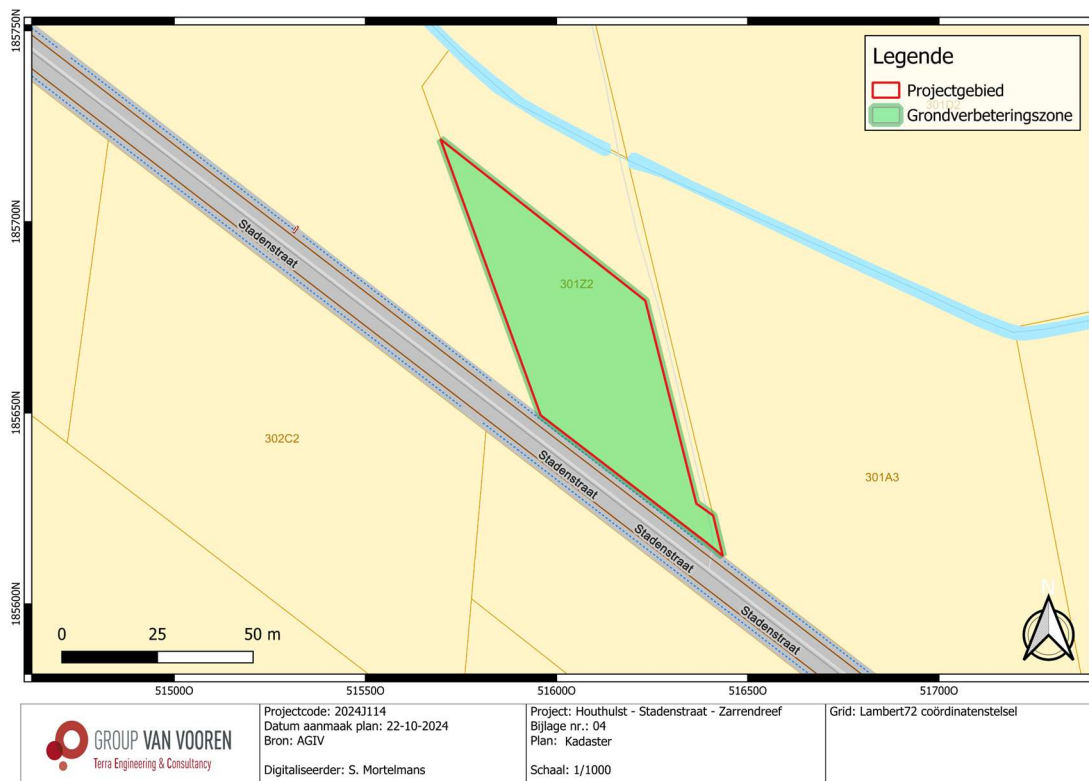 Legende
Projectgebied
Grondverbeteringszone
301D2
185750N
185700N
185650N
185600N
Stadenstraat
301Z2
302C2
301A3
Stadenstraat
Stadenstraat
Stadenstraat
N
0 25 50 m
515000 515500 516000 516500 517000
GROUP VAN VOOREN
Terra Engineering & Consultancy
Projectcode: 2024J114
Datum aanmaak plan: 22-10-2024
Bron: AGIV
Digitaliseerder: S. Mortelmans
Project: Houthulst - Stadenstraat - Zarrendreef
Bijlage nr.: 04
Plan: Kadaster
Schaal: 1/1000
Grid: Lambert72 coördinatenstelsel